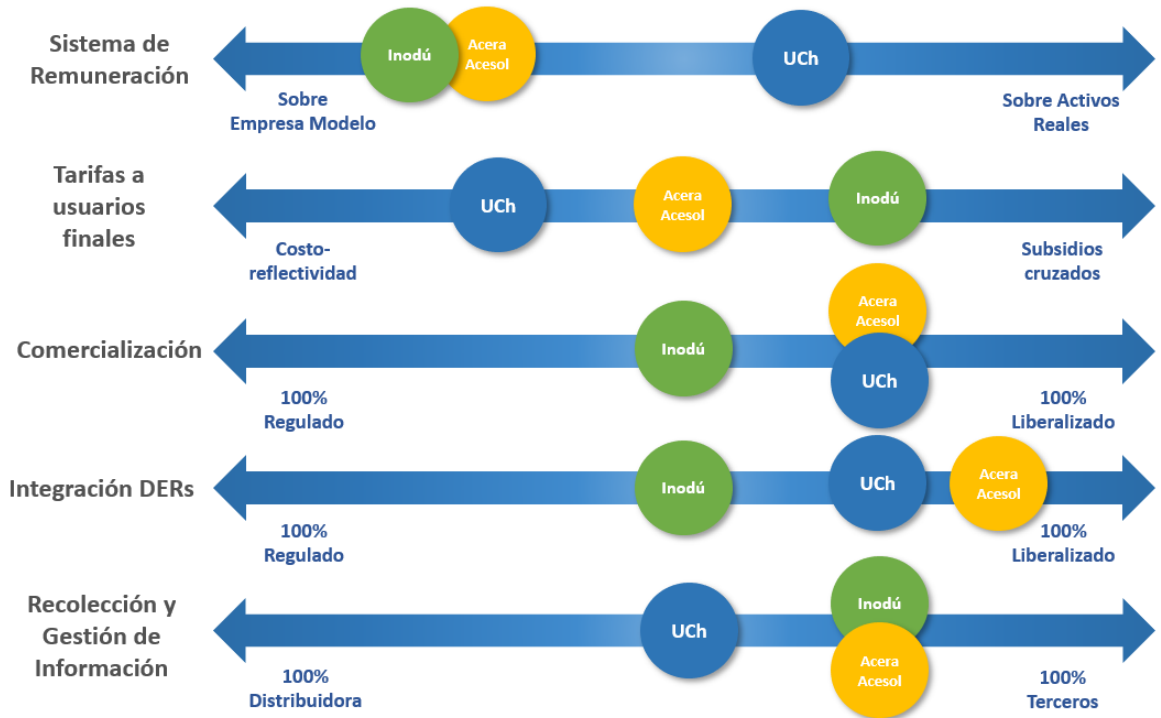 Sistema de
Remuneración
Inodú
Acera
Acesol
UCh
Sobre
Empresa Modelo
Sobre Activos
Reales
Tarifas a
usuarios
finales
UCh
Acera
Acesol
Inodú
Costo-
reflectividad
Subsidios
cruzados
Comercialización
Inodú
Acera
Acesol
UCh
100%
Regulado
100%
Liberalizado
Integración DERs
Inodú
UCh
Acera
Acesol
100%
Regulado
100%
Liberalizado
Recolección y
Gestión de
Información
UCh
Inodú
Acera
Acesol
100%
Distribuidora
100%
Terceros